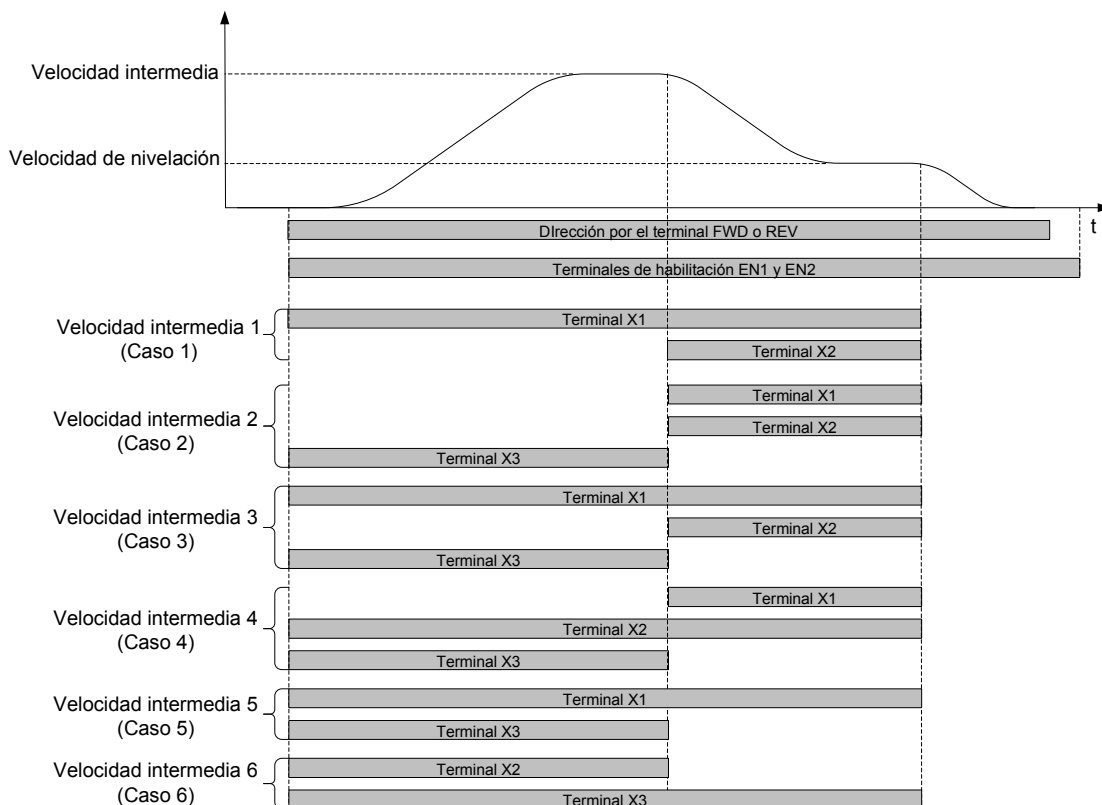 Velocidad intermedia
Velocidad de nivelación
t
DIrección por el terminal FWD o REV
Terminales de habilitación EN1 y EN2
Velocidad intermedia 1
(Caso 1)
Terminal X1
Terminal X2
Velocidad intermedia 2
(Caso 2)
Terminal X1
Terminal X2
Terminal X3
Velocidad intermedia 3
(Caso 3)
Terminal X1
Terminal X2
Terminal X3
Velocidad intermedia 4
(Caso 4)
Terminal X1
Terminal X2
Terminal X3
Velocidad intermedia 5
(Caso 5)
Terminal X1
Terminal X3
Velocidad intermedia 6
(Caso 6)
Terminal X2
Terminal X3